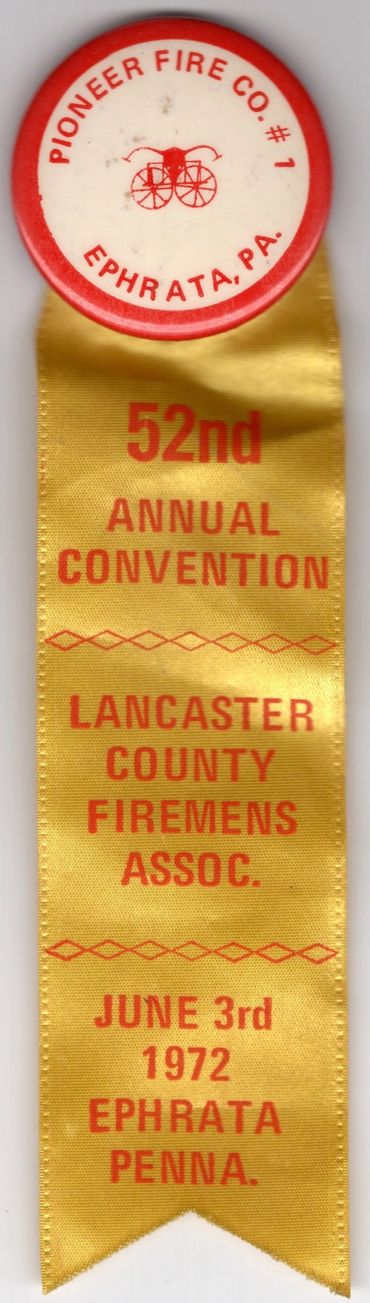 PIONEER FIRE CO. # 1
EPHRATA, PA.
52nd
ANNUAL
CONVENTION
LANCASTER
COUNTY
FIREMENS
ASSOC.
JUNE 3rd
1972
EPHRATA
PENNA.